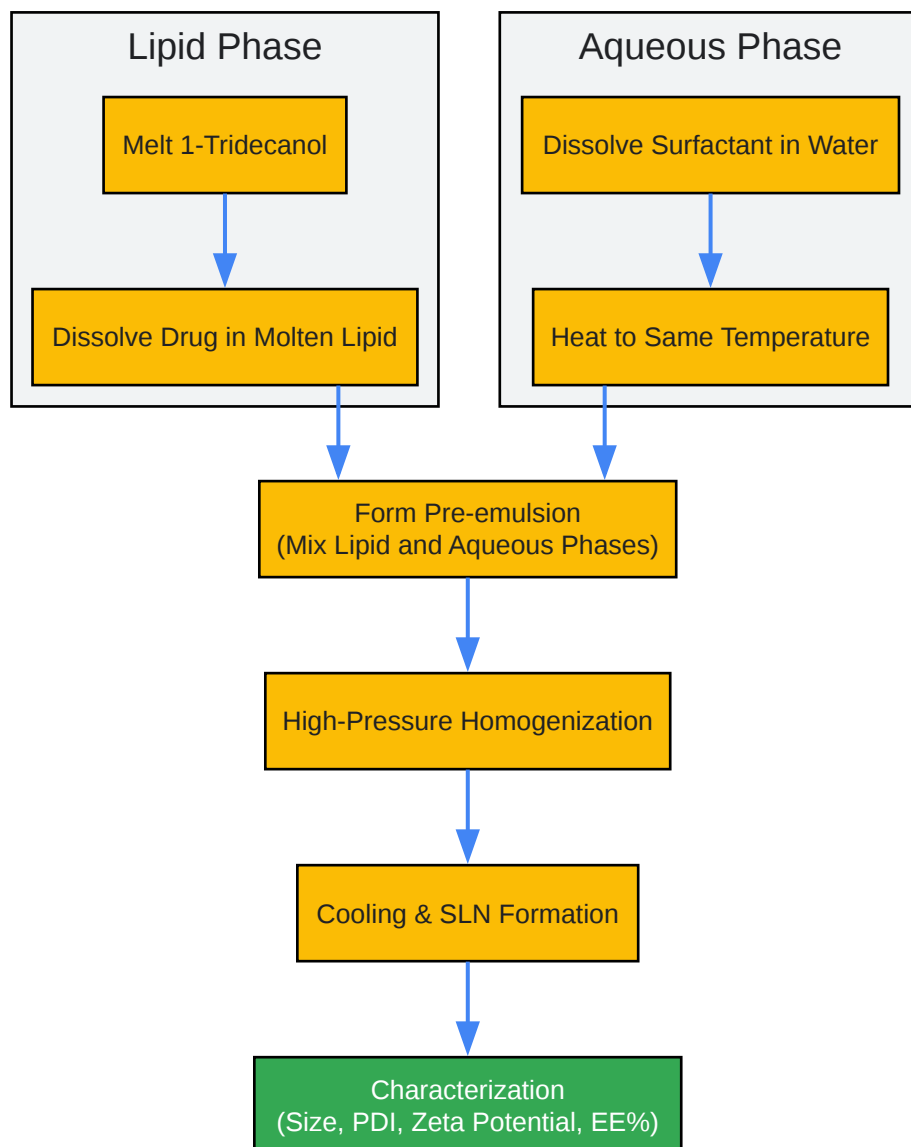 Lipid Phase
Melt 1-Tridecanol
Dissolve Drug in Molten Lipid
Aqueous Phase
Dissolve Surfactant in Water
Heat to Same Temperature
Form Pre-emulsion
(Mix Lipid and Aqueous Phases)
High-Pressure Homogenization
Cooling & SLN Formation
Characterization
(Size, PDI, Zeta Potential, EE%)